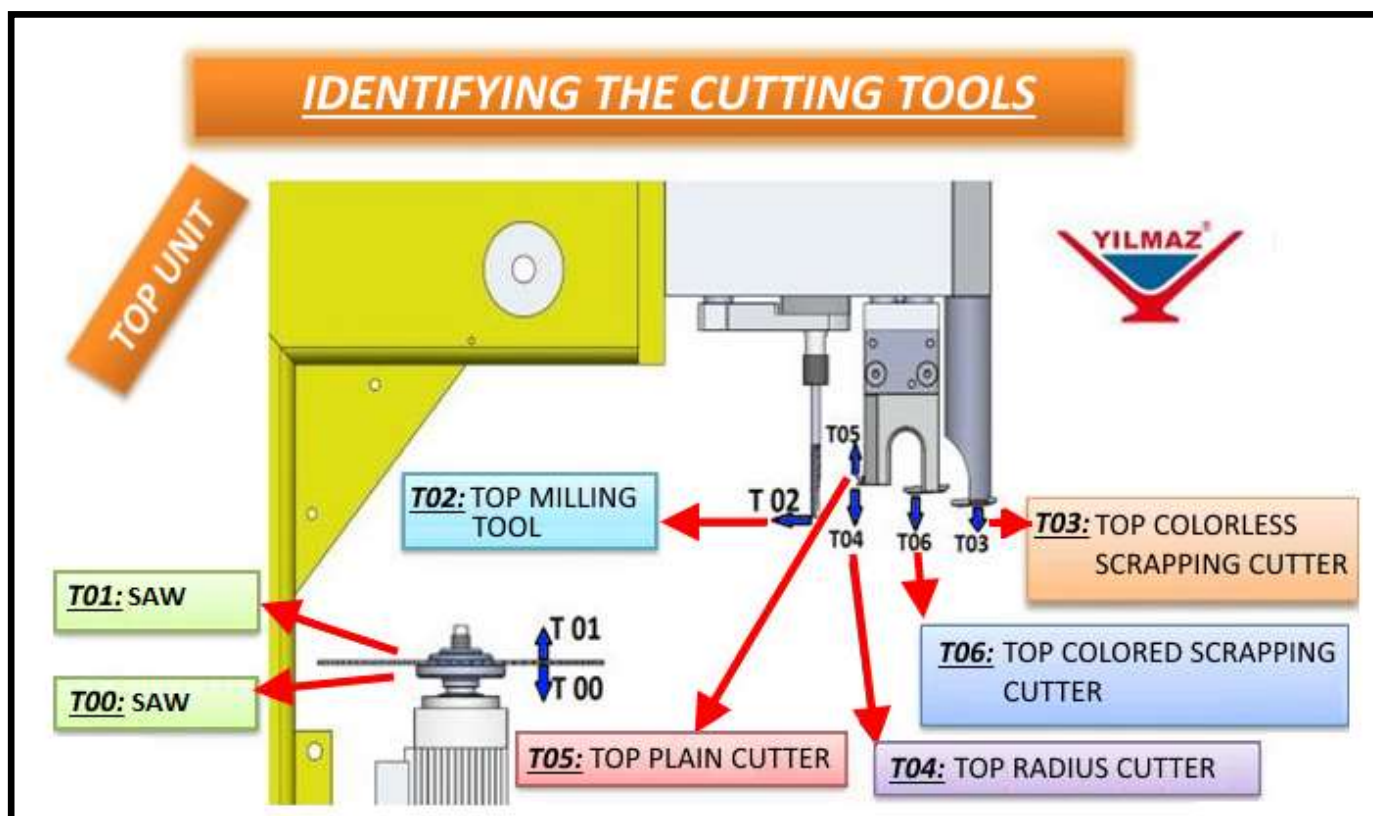 IDENTIFYING THE CUTTING TOOLS
TOP UNIT
YILMAZ®
T05
T02: TOP MILLING
TOOL
T 02
T04
T06
T03
T03: TOP COLORLESS
SCRAPPING CUTTER
T01: SAW
T 01
T06: TOP COLORED SCRAPPING
CUTTER
T00: SAW
T 00
T05: TOP PLAIN CUTTER
T04: TOP RADIUS CUTTER